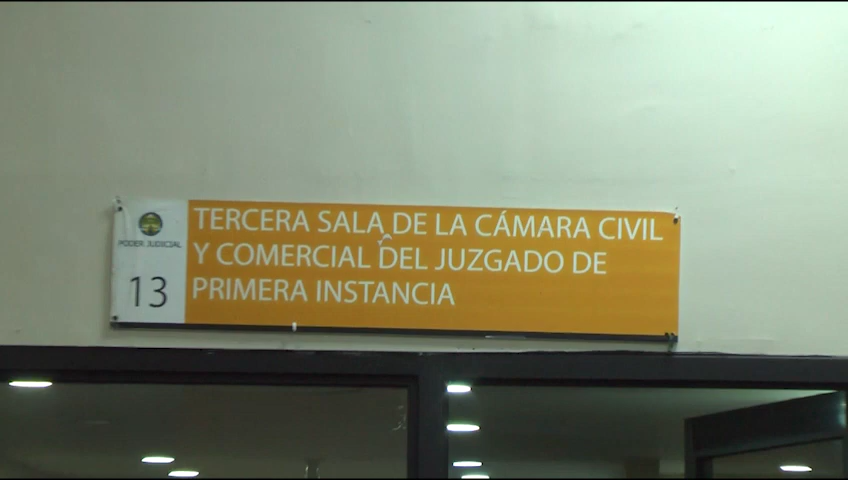 PODER JUDICIAL
13
TERCERA SALA DE LA CÁMARA CIVIL
Y COMERCIAL DEL JUZGADO DE
PRIMERA INSTANCIA